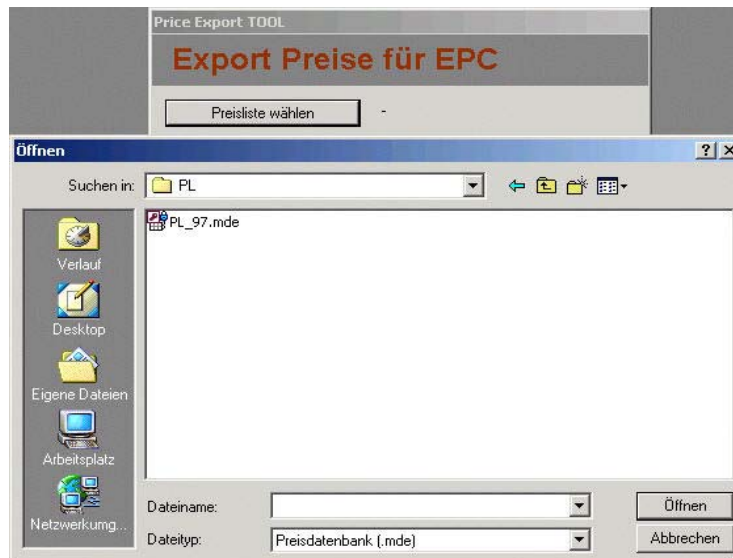 Price Export TOOL
Export Preise für EPC
Preisliste wählen -
Öffnen
Suchen in: PL
PL_97.mde
Verlauf
Desktop
Eigene Dateien
Arbeitsplatz
Netzwerkumg...
Dateiname: Öffnen
Dateityp: Preisdatenbank (.mde) Abbrechen